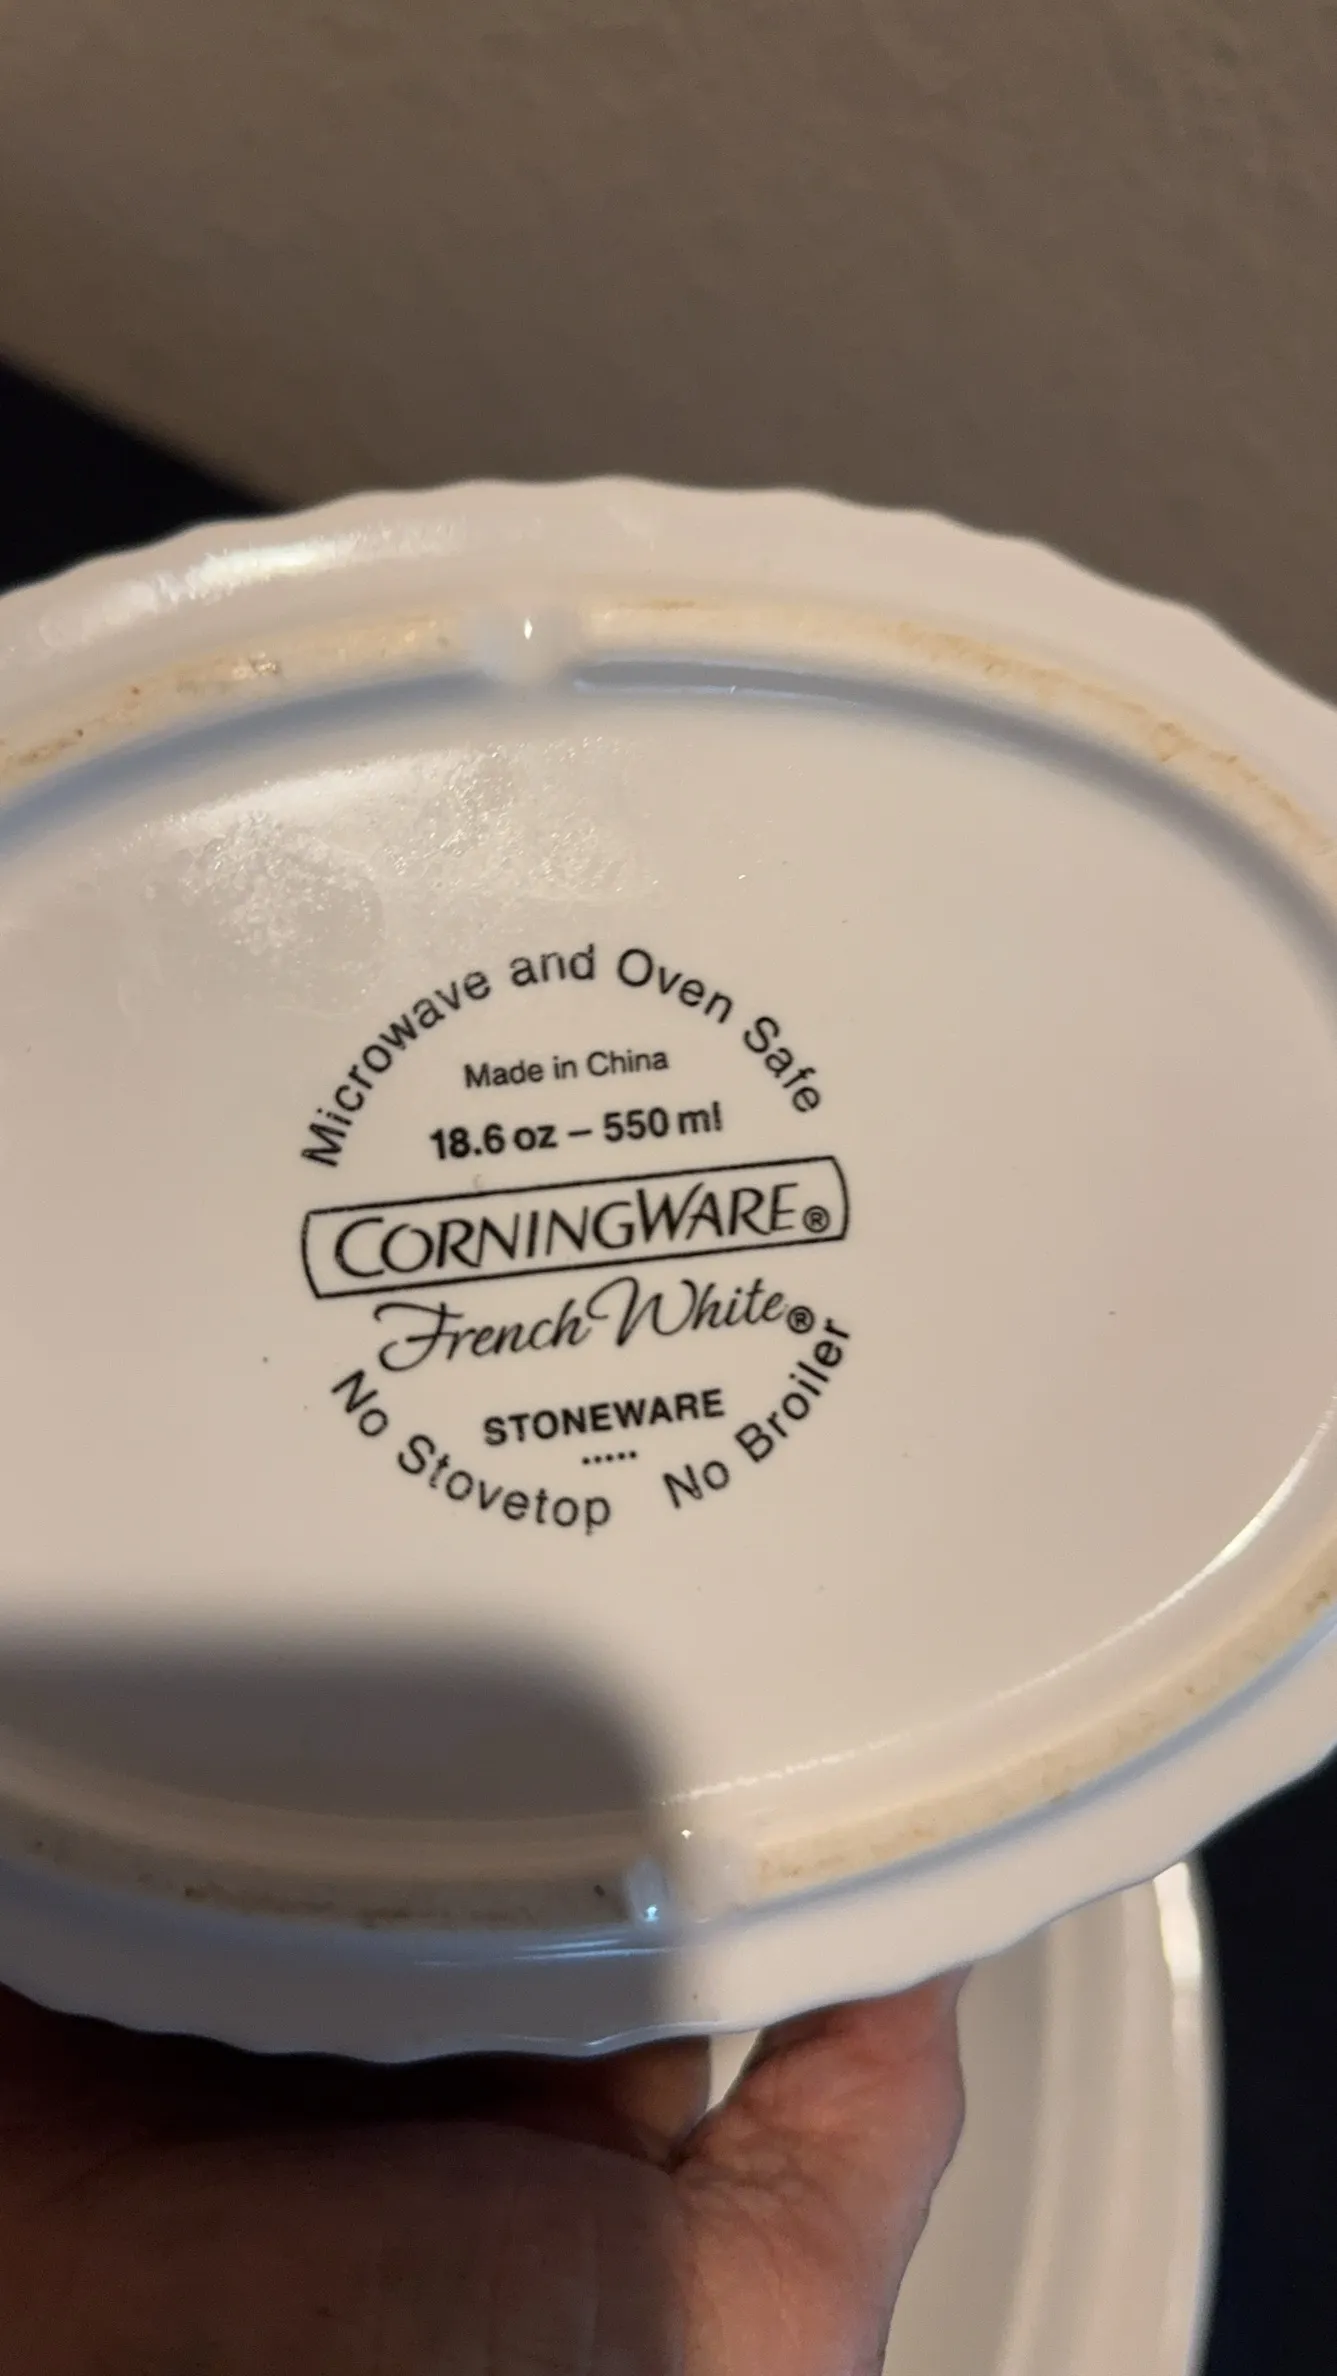 Microwave and Oven Safe
Made in China
18.6 oz – 550 ml
CORNINGWARE®
French White®
STONEWARE
.....
No Stovetop No Broiler